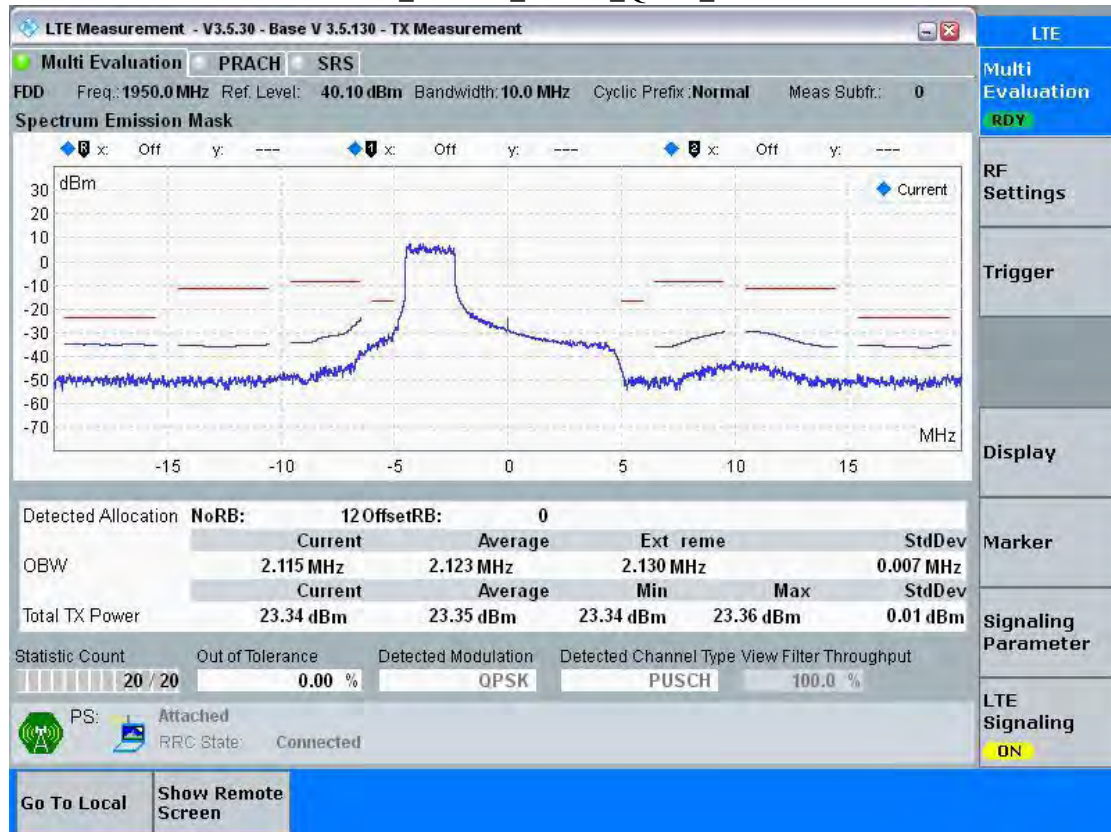 LTE Measurement - V3.5.30 - Base V 3.5.130 - TX Measurement
Multi Evaluation PRACH SRS
FDD Freq.: 1950.0 MHz Ref. Level: 40.10 dBm Bandwidth: 10.0 MHz Cyclic Prefix : Normal Meas Subfr.: 0
Spectrum Emission Mask
R x: Off y: --- 1 x: Off y: --- 2 x: Off y: ---
dBm
Current
30
20
10
0
-10
-20
-30
-40
-50
-60
-70
MHz
-15 -10 -5 0 5 -10 15
Detected Allocation NoRB: 12 OffsetRB: 0
Current Average Ext reme StdDev
OBW 2.115 MHz 2.123 MHz 2.130 MHz 0.007 MHz
Current Average Min Max StdDev
Total TX Power 23.34 dBm 23.35 dBm 23.34 dBm 23.36 dBm 0.01 dBm
Statistic Count Out of Tolerance Detected Modulation Detected Channel Type View Filter Throughput
20 / 20 0.00 % QPSK PUSCH 100.0 %
PS: Attached
RRC State: Connected
Go To Local
Show Remote
Screen
LTE
Multi
Evaluation
RDY
RF
Settings
Trigger
Display
Marker
Signaling
Parameter
LTE
Signaling
ON